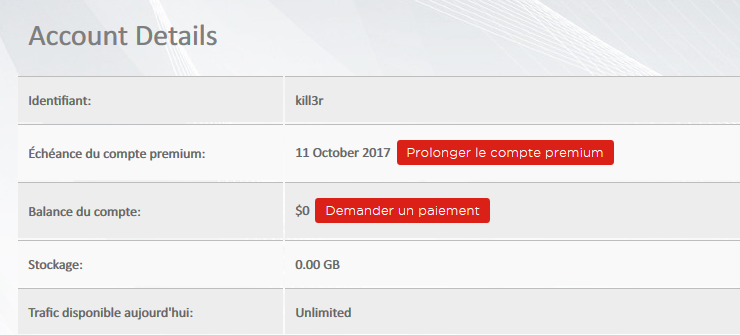 Account Details
Identifiant: kill3r
Échéance du compte premium: 11 October 2017 Prolonger le compte premium
Balance du compte: $0 Demander un paiement
Stockage: 0.00 GB
Trafic disponible aujourd'hui: Unlimited